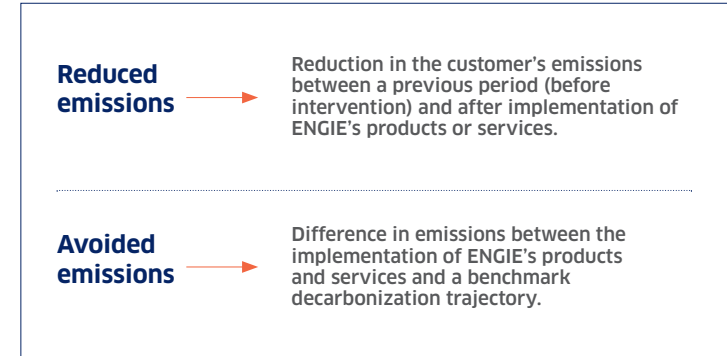 Reduced
emissions
Reduction in the customer’s emissions
between a previous period (before
intervention) and after implementation of
ENGIE’s products or services.
Avoided
emissions
Difference in emissions between the
implementation of ENGIE’s products
and services and a benchmark
decarbonization trajectory.